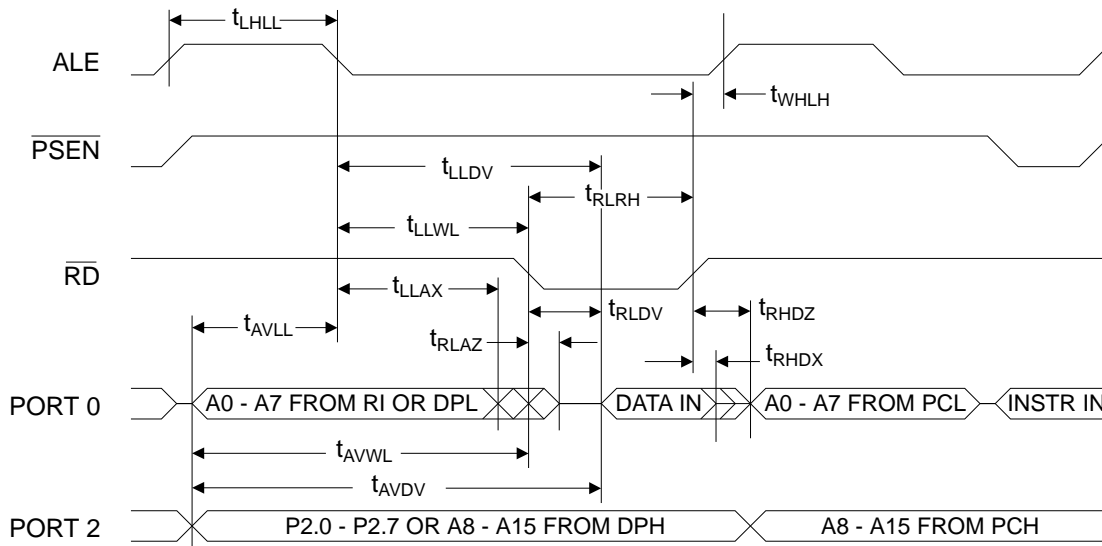 tLHLL
ALE
tWHLH
PSEN
tLLDV
tRLRH
tLLWL
RD
tLLAX
tRLDV
tRHDZ
tAVLL
tRLAZ
tRHDX
PORT 0
A0 - A7 FROM RI OR DPL
DATA IN
A0 - A7 FROM PCL
INSTR IN
tAVWL
tAVDV
PORT 2
P2.0 - P2.7 OR A8 - A15 FROM DPH
A8 - A15 FROM PCH